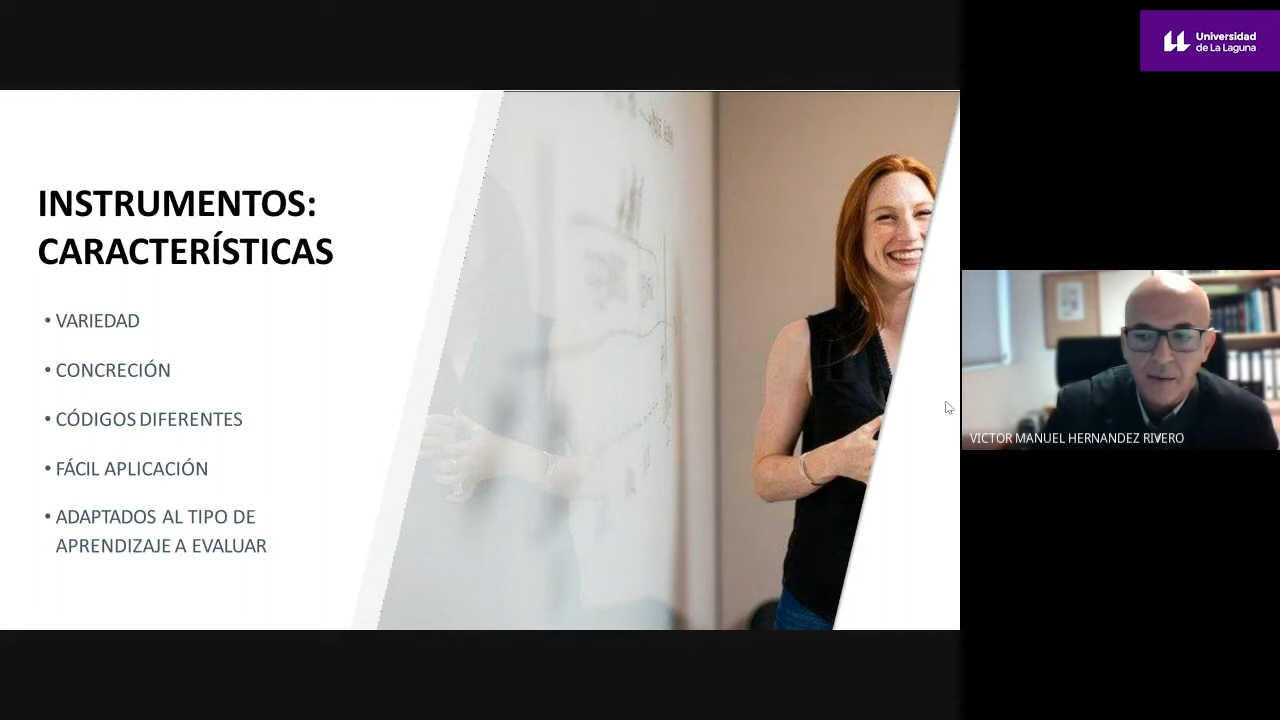 Universidad
de La Laguna
INSTRUMENTOS:
CARACTERÍSTICAS
• VARIEDAD
• CONCRECIÓN
• CÓDIGOS DIFERENTES
• FÁCIL APLICACIÓN
• ADAPTADOS AL TIPO DE
APRENDIZAJE A EVALUAR
VICTOR MANUEL HERNANDEZ RIVERO